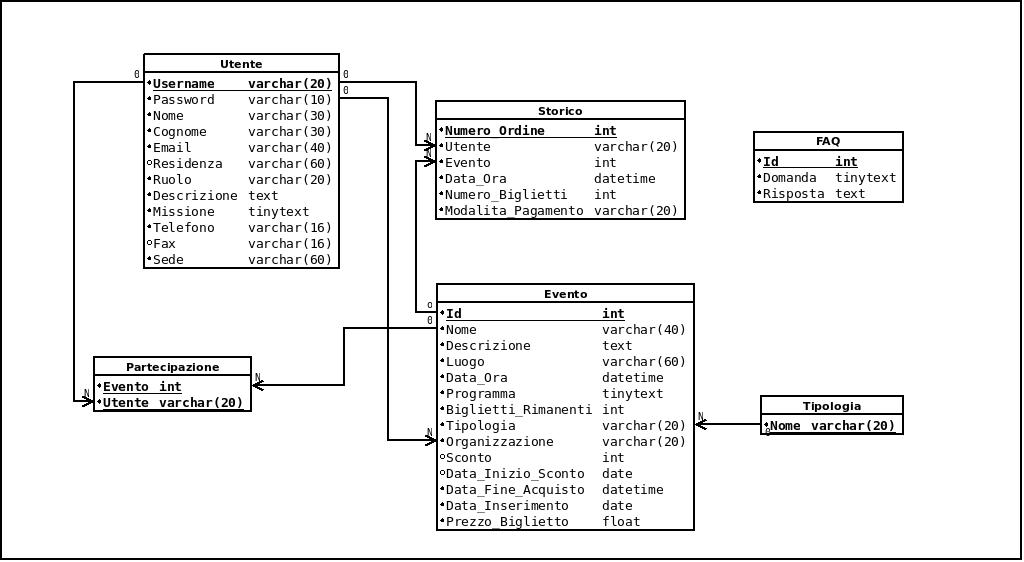 Utente
0
0
Username varchar(20)
0
Password varchar(10)
Nome varchar(30)
Cognome varchar(30)
Email varchar(40)
Residenza varchar(60)
Ruolo varchar(20)
Descrizione text
Missione tinytext
Telefono varchar(16)
Fax varchar(16)
Sede varchar(60)
Storico
N
N
Numero_Ordine int
Utente varchar(20)
Evento int
Data_Ora datetime
Numero_Biglietti int
Modalita_Pagamento varchar(20)
FAQ
Id int
Domanda tinytext
Risposta text
Evento
0
0
Id int
Nome varchar(40)
Descrizione text
Luogo varchar(60)
Data_Ora datetime
Programma tinytext
Biglietti_Rimanenti int
Tipologia varchar(20)
N
N
Organizzazione varchar(20)
Sconto int
Data_Inizio_Sconto date
Data_Fine_Acquisto datetime
Data_Inserimento date
Prezzo_Biglietto float
Partecipazione
N
N
Evento int
Utente varchar(20)
Tipologia
Nome varchar(20)
0